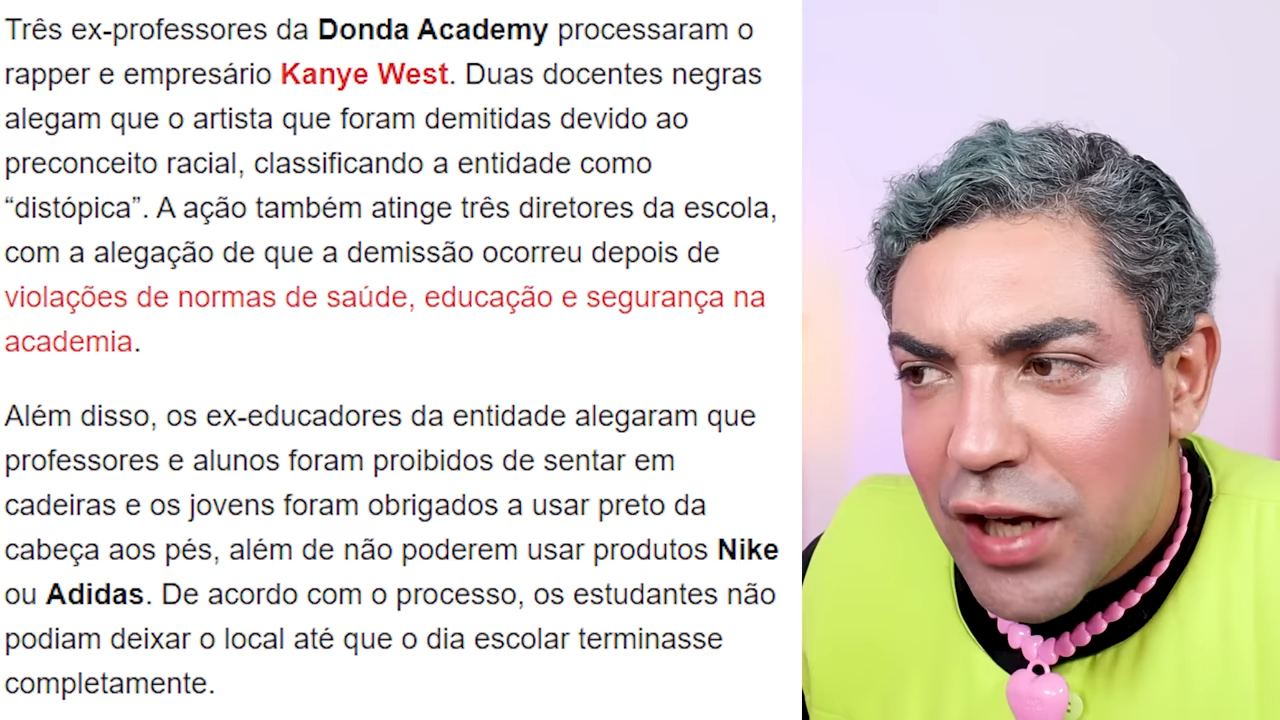 Três ex-professores da Donda Academy processaram o
rapper e empresário Kanye West. Duas docentes negras
alegam que o artista que foram demitidas devido ao
preconceito racial, classificando a entidade como
“distópica”. A ação também atinge três diretores da escola,
com a alegação de que a demissão ocorreu depois de
violações de normas de saúde, educação e segurança na
academia.
Além disso, os ex-educadores da entidade alegaram que
professores e alunos foram proibidos de sentar em
cadeiras e os jovens foram obrigados a usar preto da
cabeça aos pés, além de não poderem usar produtos Nike
ou Adidas. De acordo com o processo, os estudantes não
podiam deixar o local até que o dia escolar terminasse
completamente.